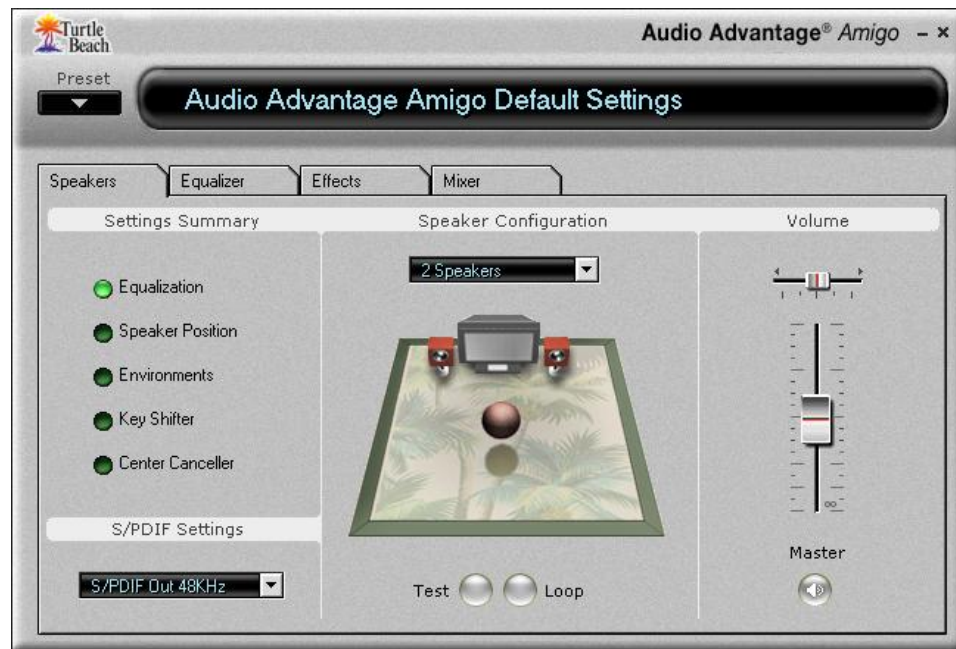 Turtle
Beach
Audio Advantage® Amigo
Preset
Audio Advantage Amigo Default Settings
Speakers Equalizer Effects Mixer
Settings Summary
Equalization
Speaker Position
Environments
Key Shifter
Center Canceller
S/PDIF Settings
S/PDIF Out 48KHz
Speaker Configuration
2 Speakers
Test Loop
Volume
∞
Master